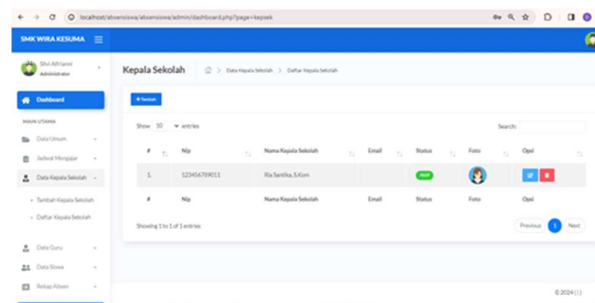 localhost/absensiswa/absensiswa/admin/dashboard.php?page=kepsek
SMK WIRA KESUMA
Silvi Afrianni
Administrator
Dashboard
MAIN UTAMA
Data Umum
Jadwal Mengajar
Data Kepala Sekolah
Tambah Kepala Sekolah
Daftar Kepala Sekolah
Data Guru
Data Siswa
Rekap Absen
Kepala Sekolah
> Data Kepala Sekolah > Daftar Kepala Sekolah
+ Tambah
Show 10 entries
Search:
# Nip Nama Kepala Sekolah Email Status Foto Opsi
1. 123456789011 Ria Santika, S.Kom
# Nip Nama Kepala Sekolah Email Status Foto Opsi
Showing 1 to 1 of 1 entries
Previous 1 Next
© 2024